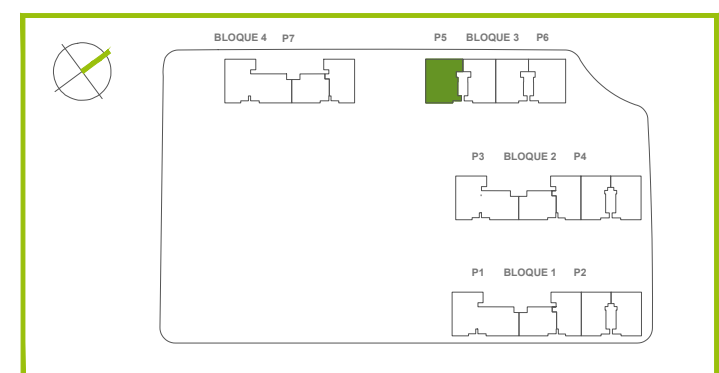 BLOQUE 4 P7
P5 BLOQUE 3 P6
P3 BLOQUE 2 P4
P1 BLOQUE 1 P2